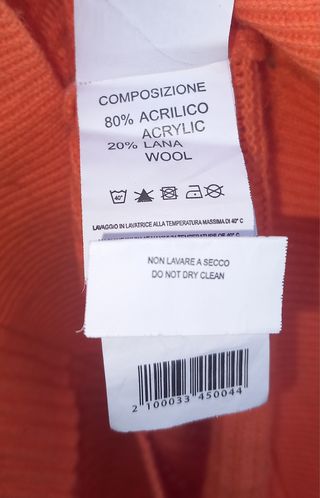 COMPOSIZIONE
80% ACRILICO
ACRYLIC
20% LANA
WOOL
40°
LAVAGGIO IN LAVATRICE ALLA TEMPERATURA MASSIMA DI 40° C
NON LAVARE A SECCO
DO NOT DRY CLEAN
2 100033 450044